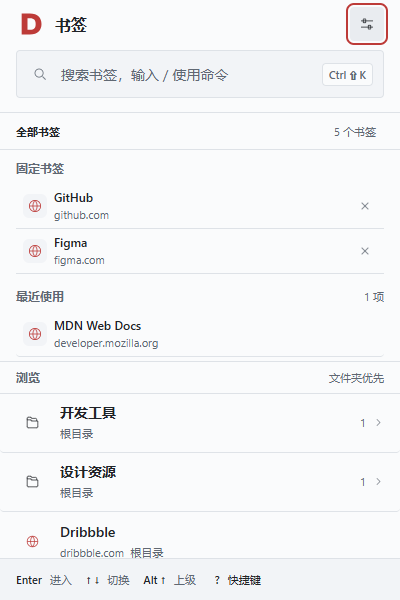 D 书签
搜索书签，输入 / 使用命令 Ctrl ⇧ K
全部书签 5 个书签
固定书签
GitHub
github.com
Figma
figma.com
最近使用 1 项
MDN Web Docs
developer.mozilla.org
浏览 文件夹优先
开发工具
根目录
1
设计资源
根目录
1
Dribbble
dribbble.com 根目录
Enter 进入 ↑↓ 切换 Alt ↑ 上级 ? 快捷键